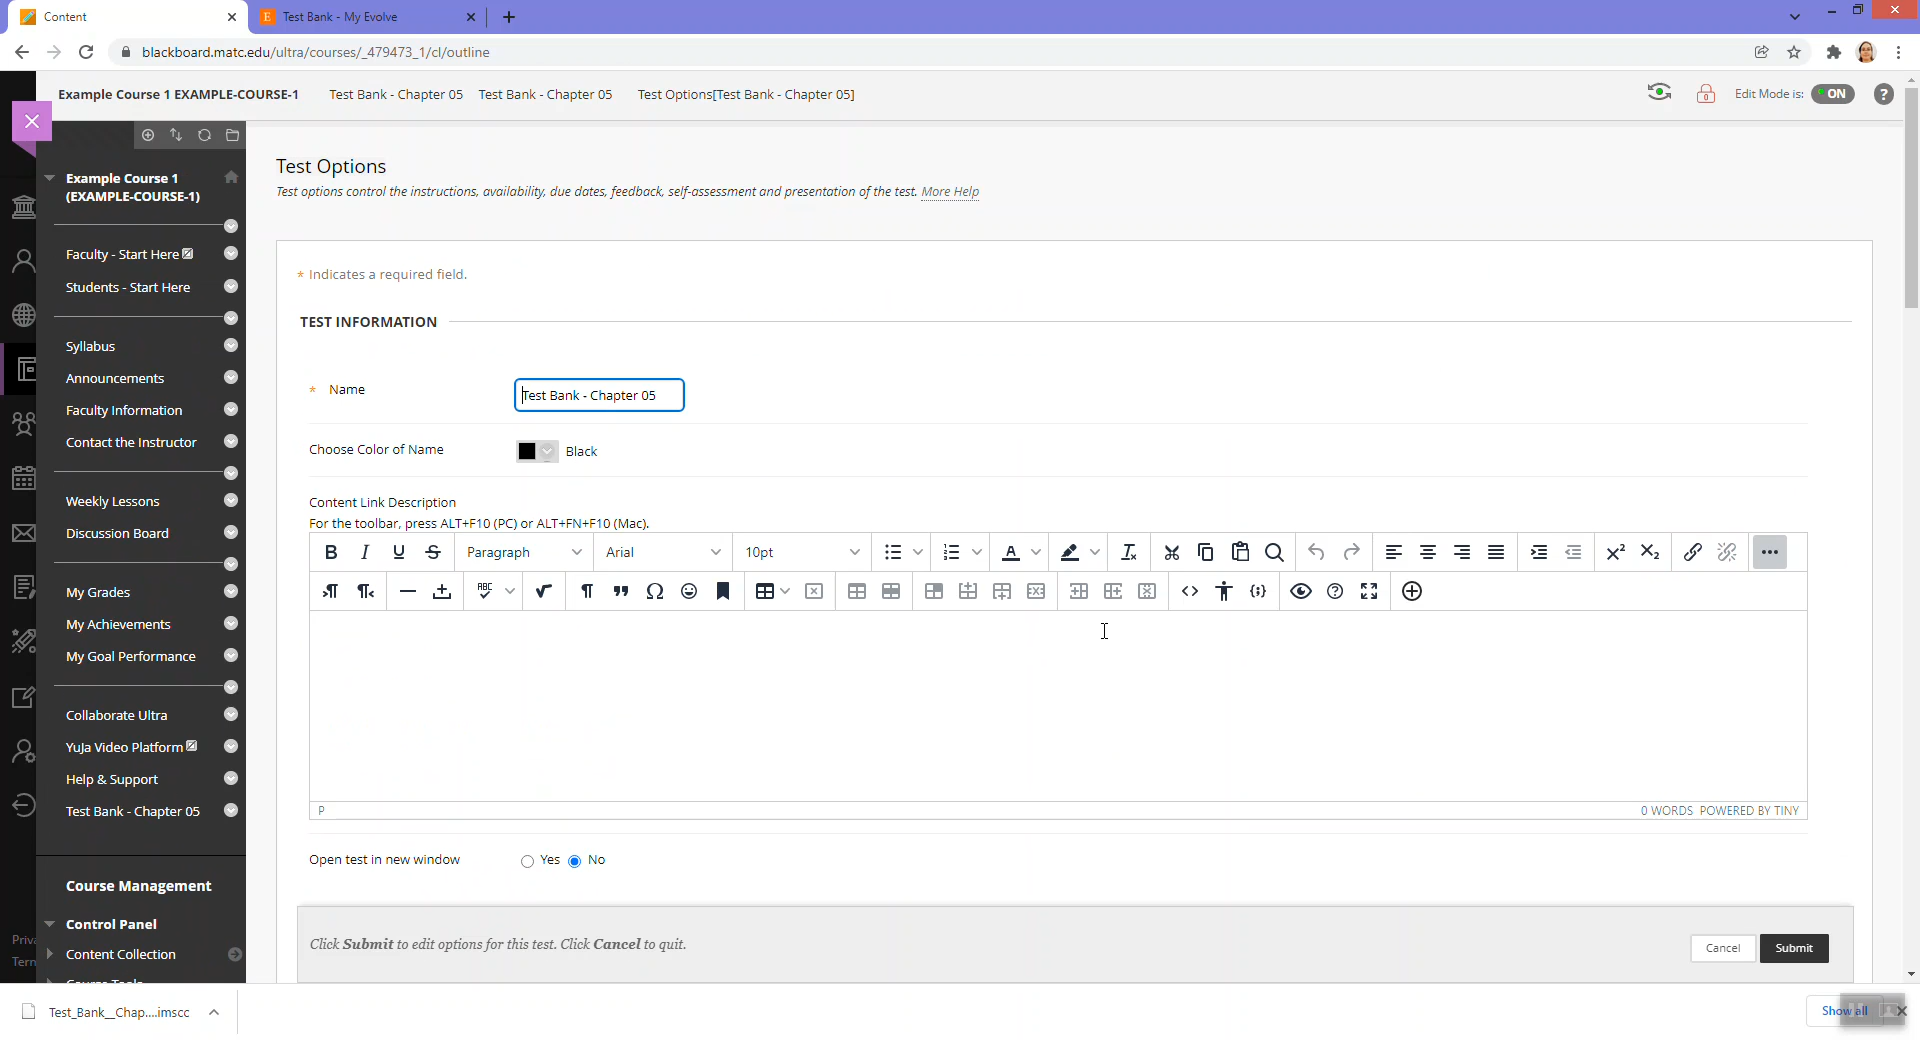 Content
Test Bank - My Evolve
blackboard.matc.edu/ultra/courses/_479473_1/cl/outline
Example Course 1 EXAMPLE-COURSE-1
Test Bank - Chapter 05
Test Bank - Chapter 05
Test Options[Test Bank - Chapter 05]
Edit Mode is:
ON
?
Example Course 1
(EXAMPLE-COURSE-1)
Faculty - Start Here
Students - Start Here
Syllabus
Announcements
Faculty Information
Contact the Instructor
Weekly Lessons
Discussion Board
My Grades
My Achievements
My Goal Performance
Collaborate Ultra
YuJa Video Platform
Help & Support
Test Bank - Chapter 05
Course Management
Control Panel
Content Collection
Priva
Term
Test Options
Test options control the instructions, availability, due dates, feedback, self-assessment and presentation of the test. More Help
* Indicates a required field.
TEST INFORMATION
* Name
Test Bank - Chapter 05
Choose Color of Name
Black
Content Link Description
For the toolbar, press ALT+F10 (PC) or ALT+FN+F10 (Mac).
B I U S Paragraph Arial 10pt
P
0 WORDS POWERED BY TINY
Open test in new window
Yes No
Click Submit to edit options for this test. Click Cancel to quit.
Cancel
Submit
Test_Bank__Chap....imscc
Show all